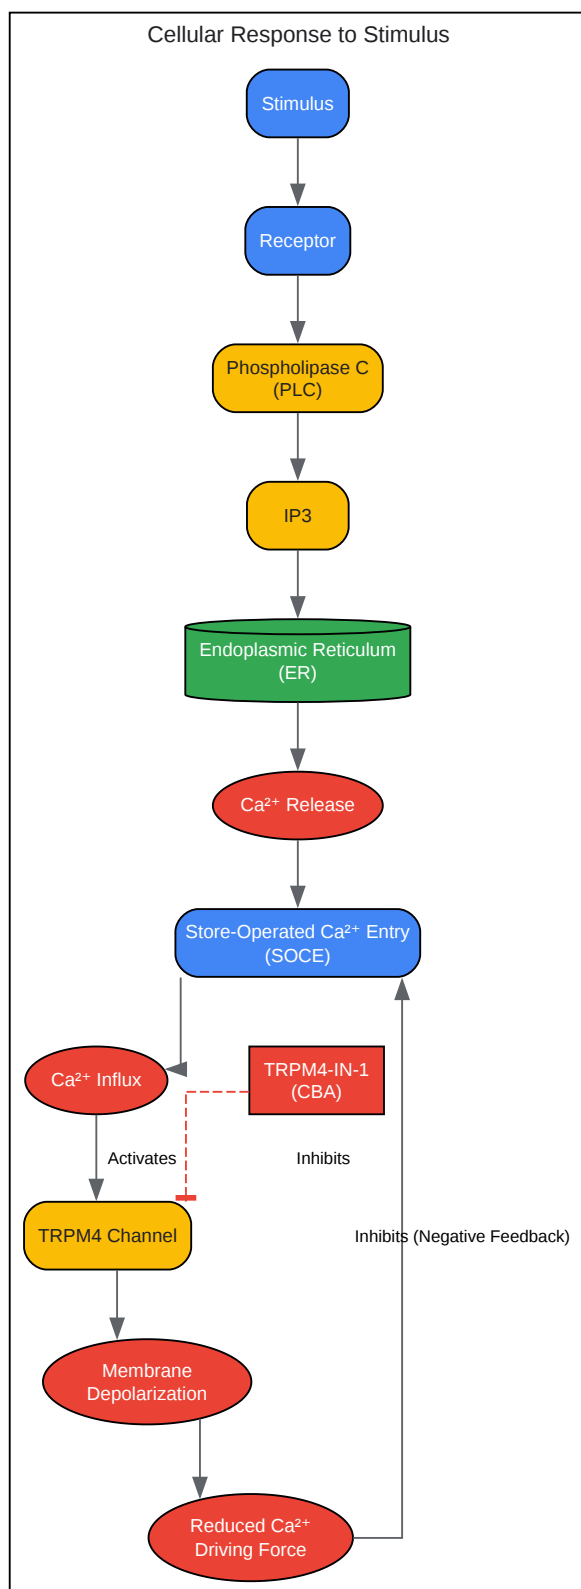 Cellular Response to Stimulus
Stimulus
Receptor
Phospholipase C
(PLC)
IP3
Endoplasmic Reticulum
(ER)
Ca²⁺ Release
Store-Operated Ca²⁺ Entry
(SOCE)
Ca²⁺ Influx
TRPM4-IN-1
(CBA)
Activates
Inhibits
TRPM4 Channel
Inhibits (Negative Feedback)
Membrane
Depolarization
Reduced Ca²⁺
Driving Force